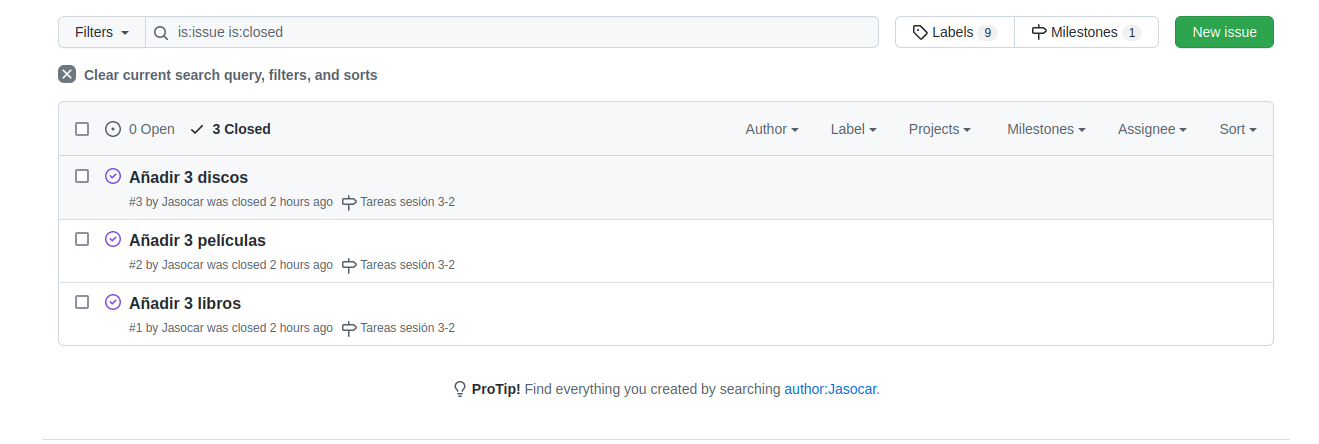 Filters is:issue is:closed Labels 9 Milestones 1 New issue
Clear current search query, filters, and sorts
0 Open 3 Closed Author Label Projects Milestones Assignee Sort
Añadir 3 discos
#3 by Jasocar was closed 2 hours ago Tareas sesión 3-2
Añadir 3 películas
#2 by Jasocar was closed 2 hours ago Tareas sesión 3-2
Añadir 3 libros
#1 by Jasocar was closed 2 hours ago Tareas sesión 3-2
ProTip! Find everything you created by searching author:Jasocar.